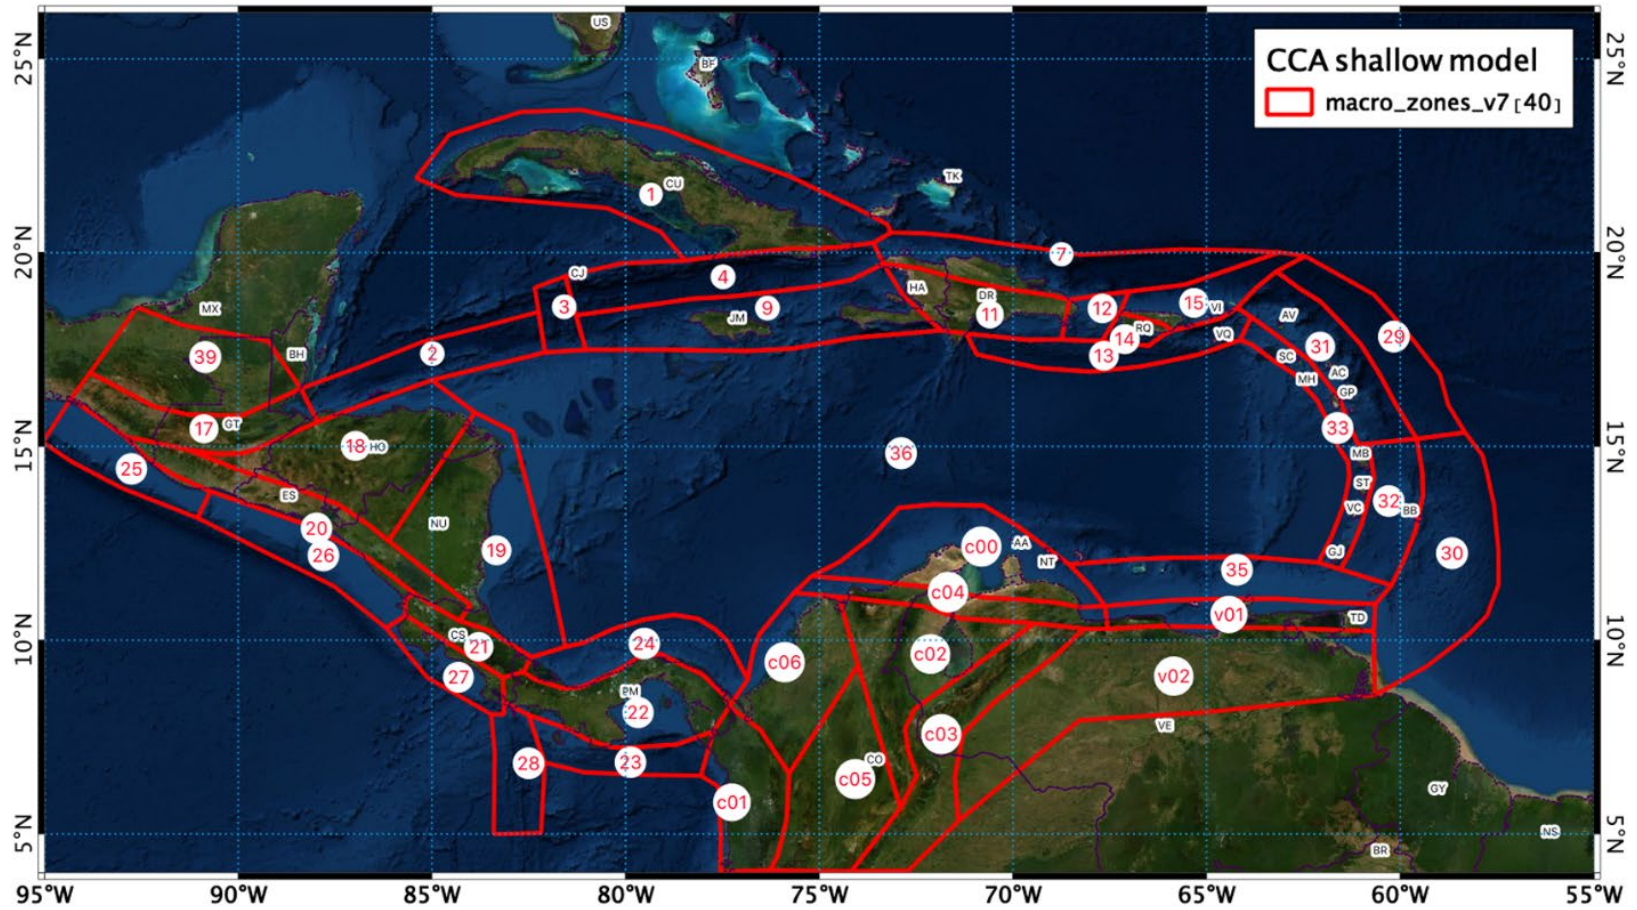 US
25°N
25°N
BF
CCA shallow model
macro_zones_v7 [40]
TK
1
CU
20°N
20°N
7
CJ
4
3
9
JM
HA
DR
11
12
15
VI
RQ
14
13
VQ
AV
29
31
SC
AC
MH
GP
33
MX
39
BH
2
17
GT
18
HO
15°N
15°N
36
MB
25
ES
ST
32
VC
BB
NU
20
26
19
c00
AA
NT
GJ
30
35
c04
v01
TD
10°N
10°N
CS
21
24
c06
c02
27
v02
PM
22
VE
c03
28
23
CO
c05
c01
GY
5°N
5°N
NS
BR
95°W
90°W
85°W
80°W
75°W
70°W
65°W
60°W
55°W